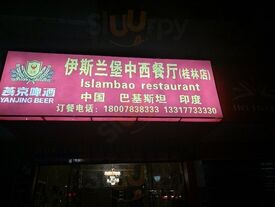 伊斯兰堡中西餐厅(桂林店)
Islambao restaurant
中国 巴基斯坦 印度
订餐电话：18007838333 13317733330
燕京啤酒
YANJING BEER